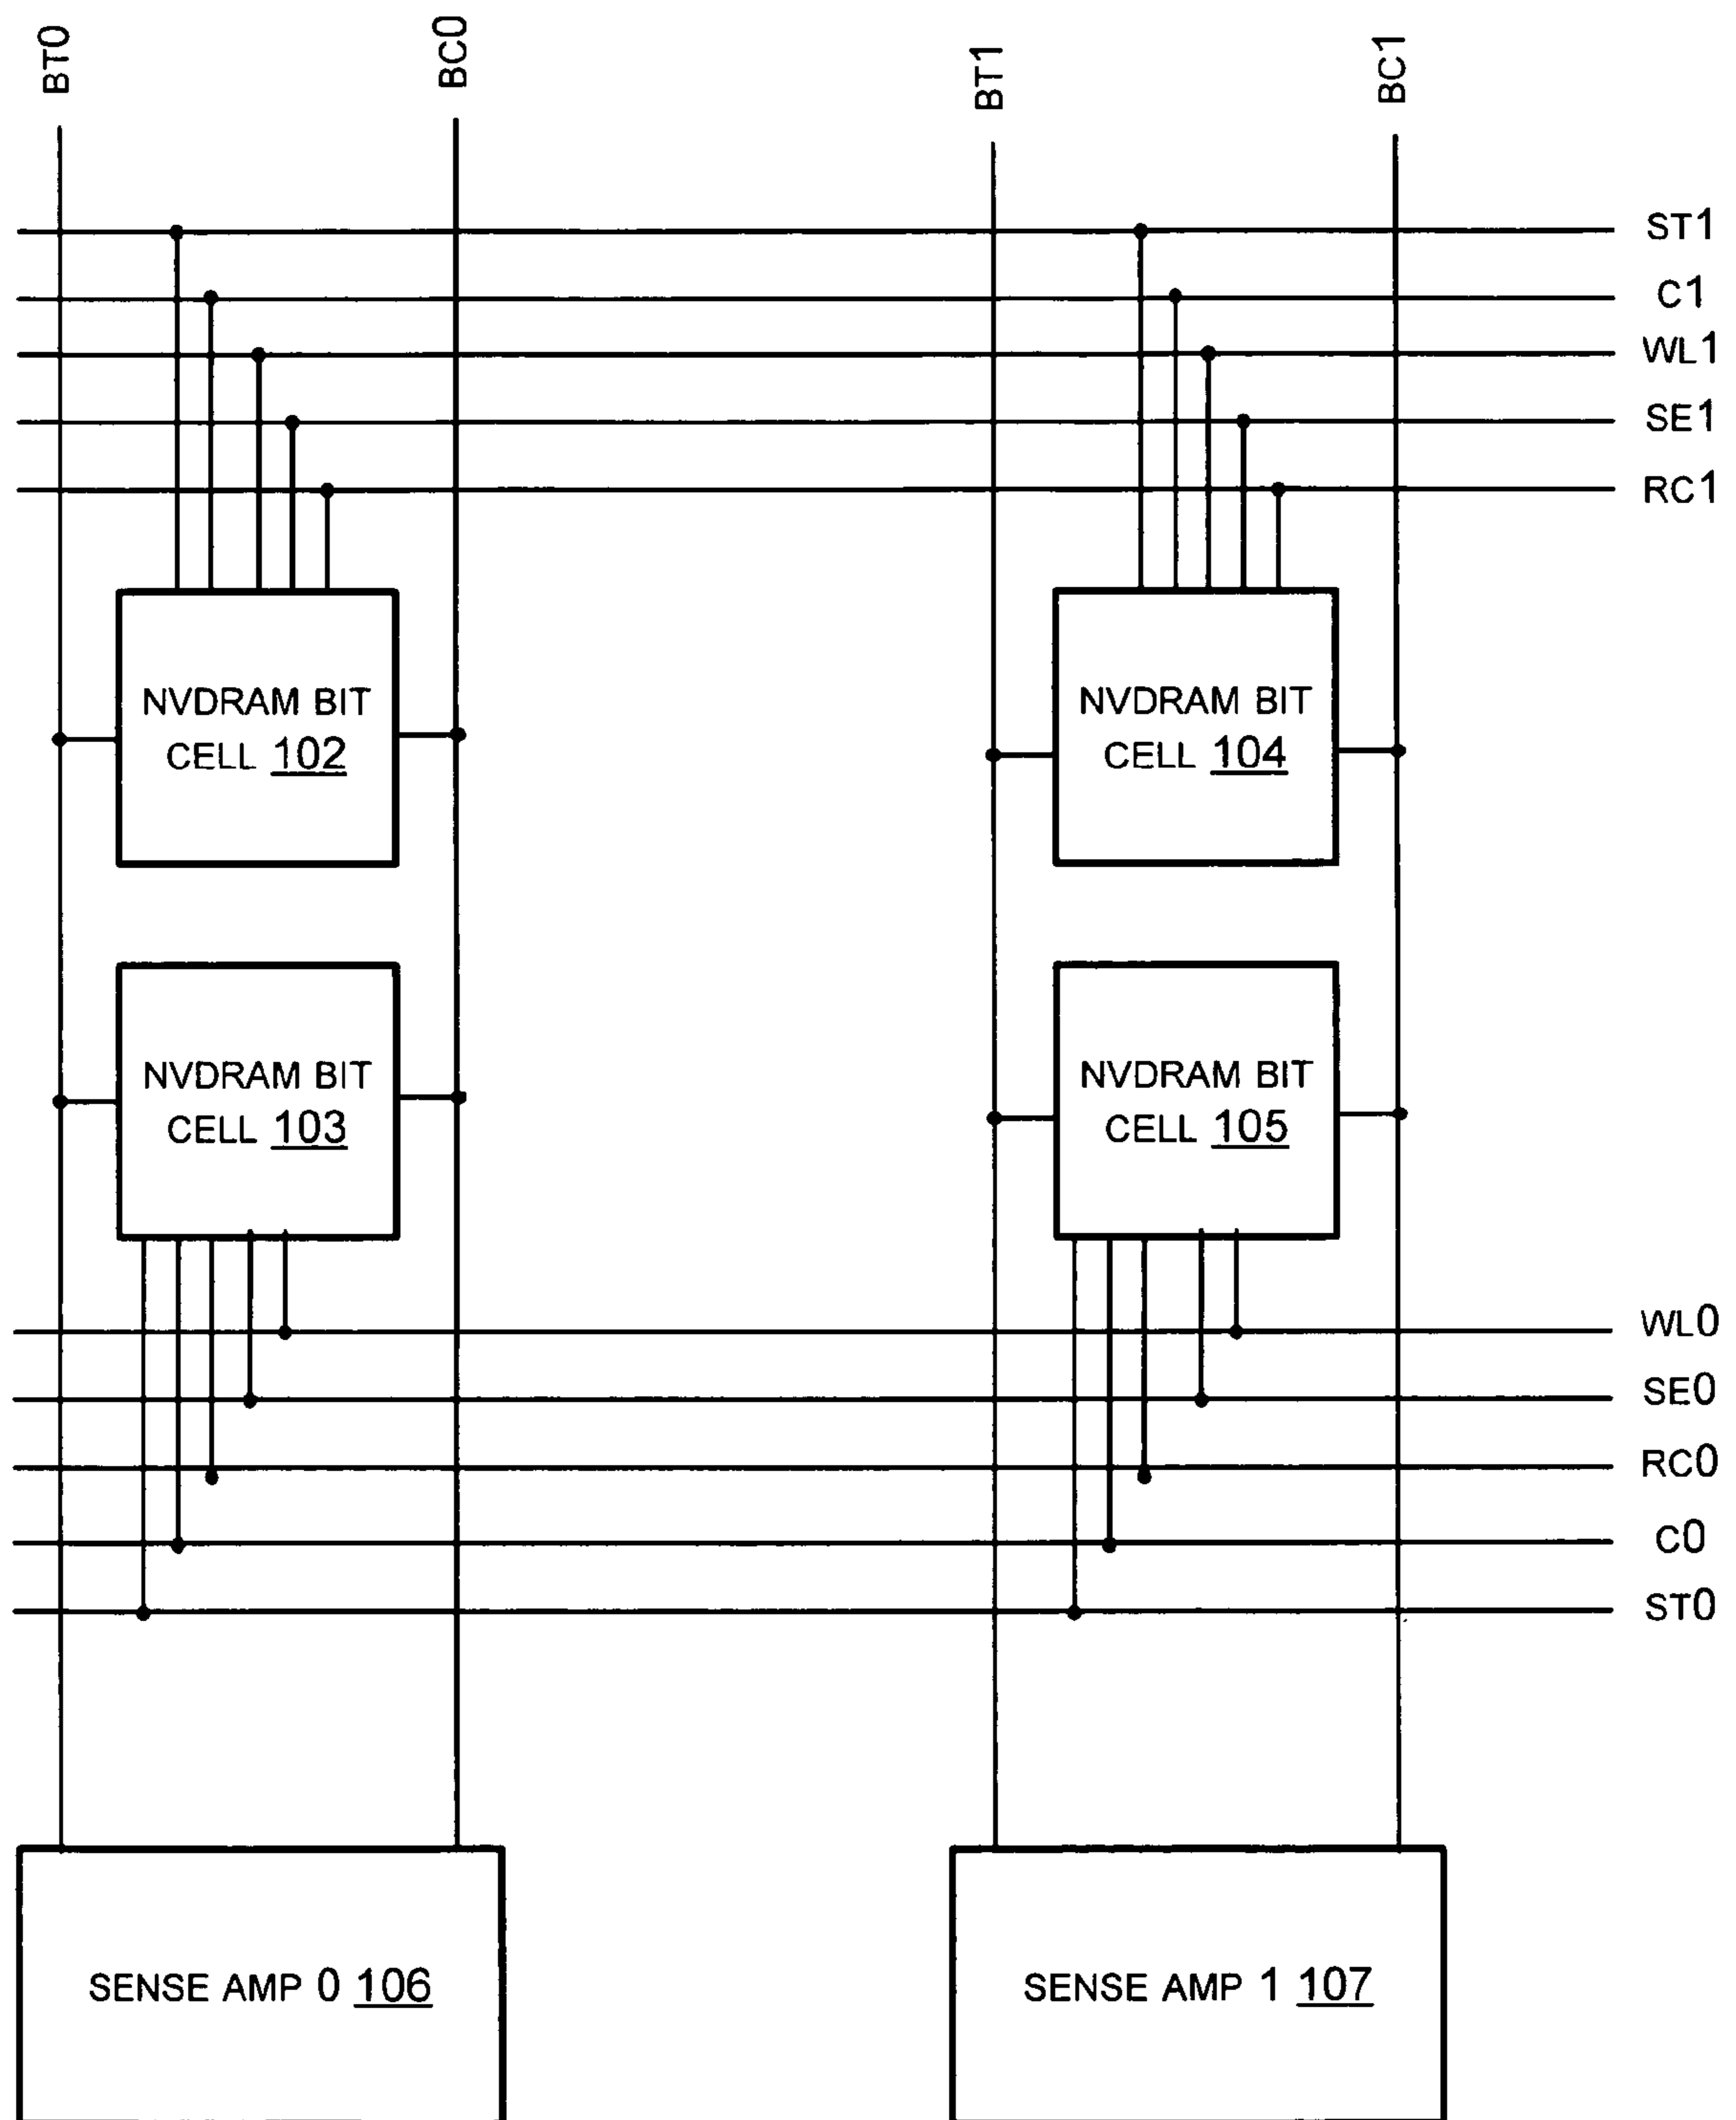 BT0
BC0
BT1
BC1
ST1
C1
WL1
SE1
RC1
NVDRAM BIT
CELL 102
NVDRAM BIT
CELL 104
NVDRAM BIT
CELL 103
NVDRAM BIT
CELL 105
WL0
SE0
RC0
C0
ST0
SENSE AMP 0 106
SENSE AMP 1 107